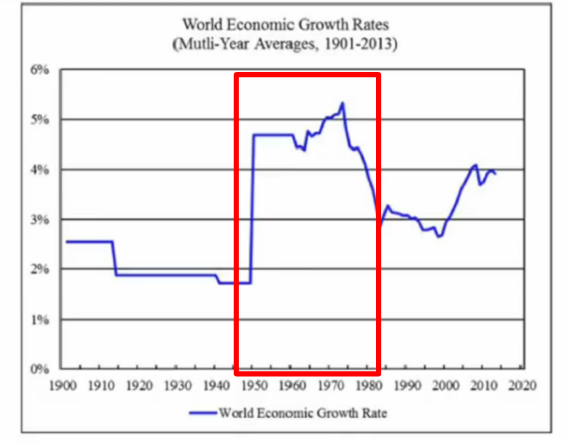 World Economic Growth Rates
(Mutli-Year Averages, 1901-2013)
6%
5%
4%
3%
2%
1%
0%
1900 1910 1920 1930 1940 1950 1960 1970 1980 1990 2000 2010 2020
World Economic Growth Rate